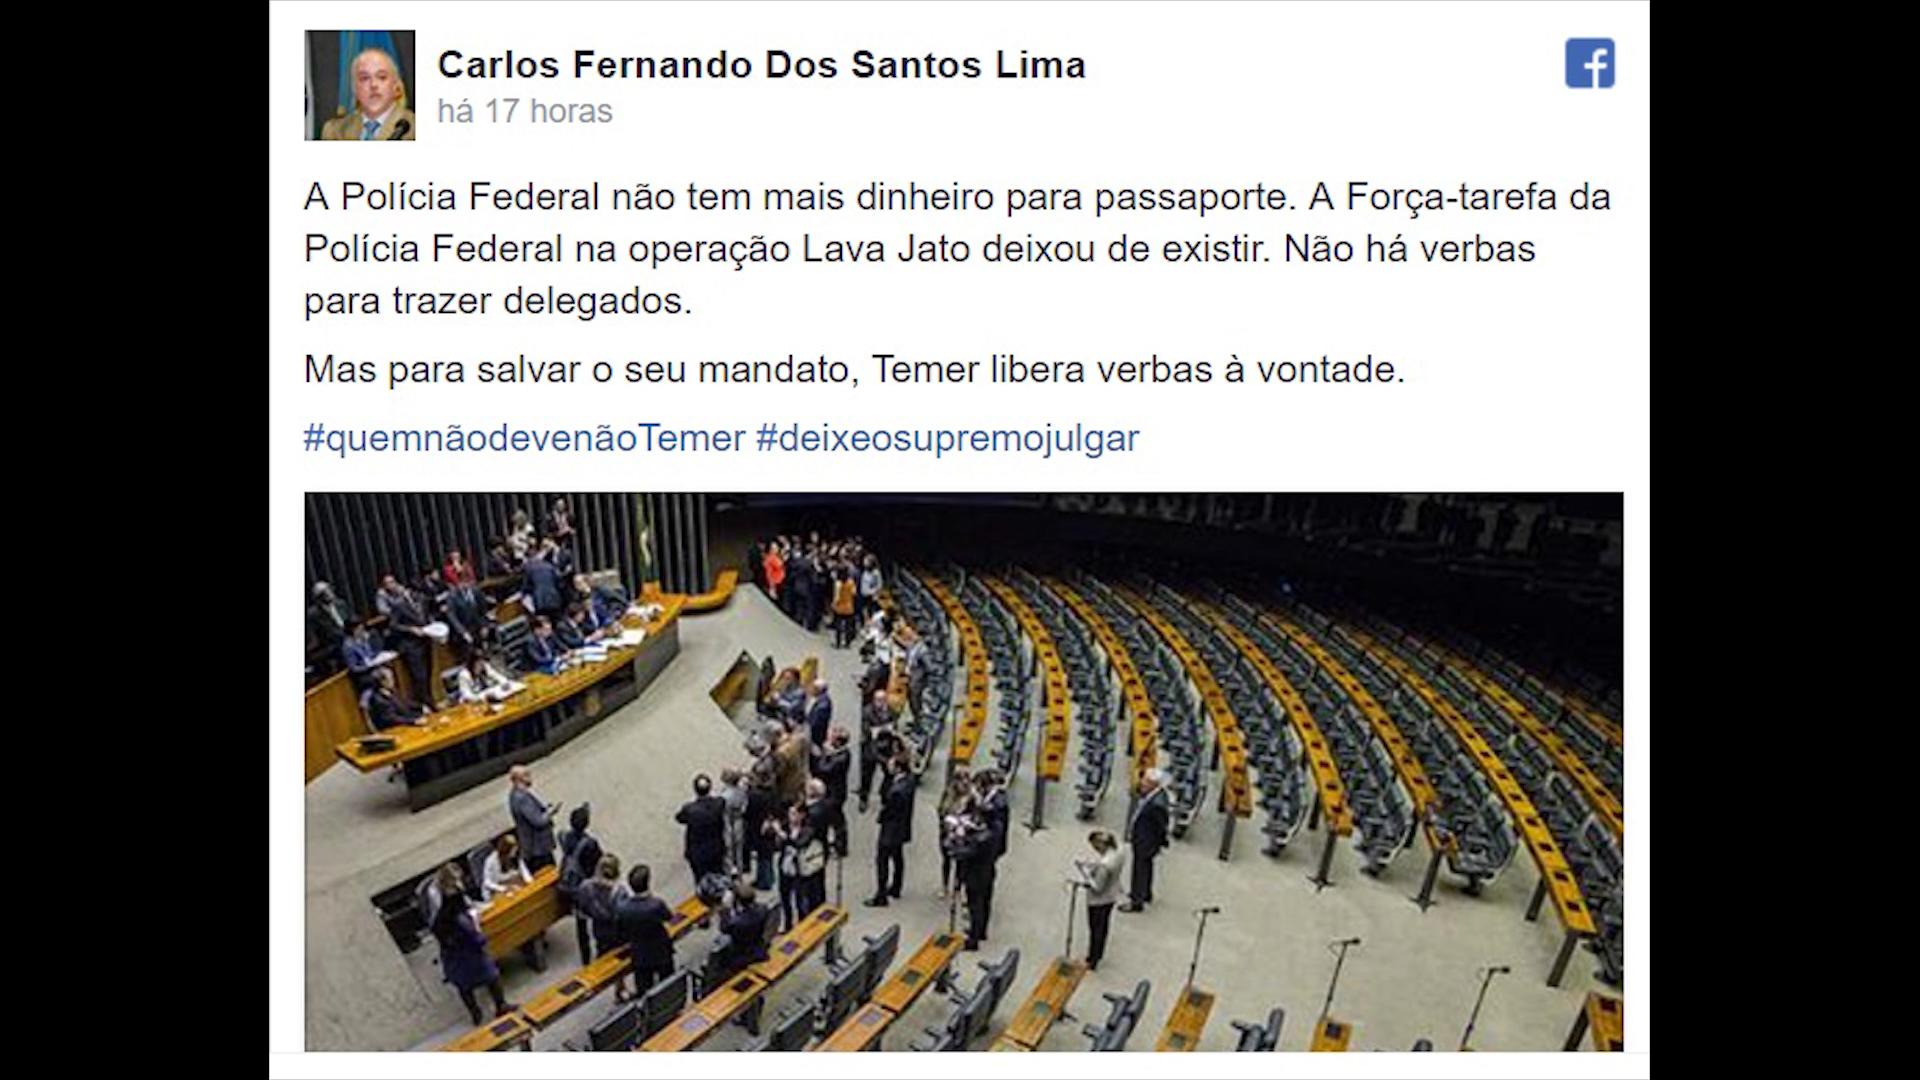 Carlos Fernando Dos Santos Lima
há 17 horas
A Polícia Federal não tem mais dinheiro para passaporte. A Força-tarefa da
Polícia Federal na operação Lava Jato deixou de existir. Não há verbas
para trazer delegados.
Mas para salvar o seu mandato, Temer libera verbas à vontade.
#quemnãodevenãoTemer #deixeosupremojulgar